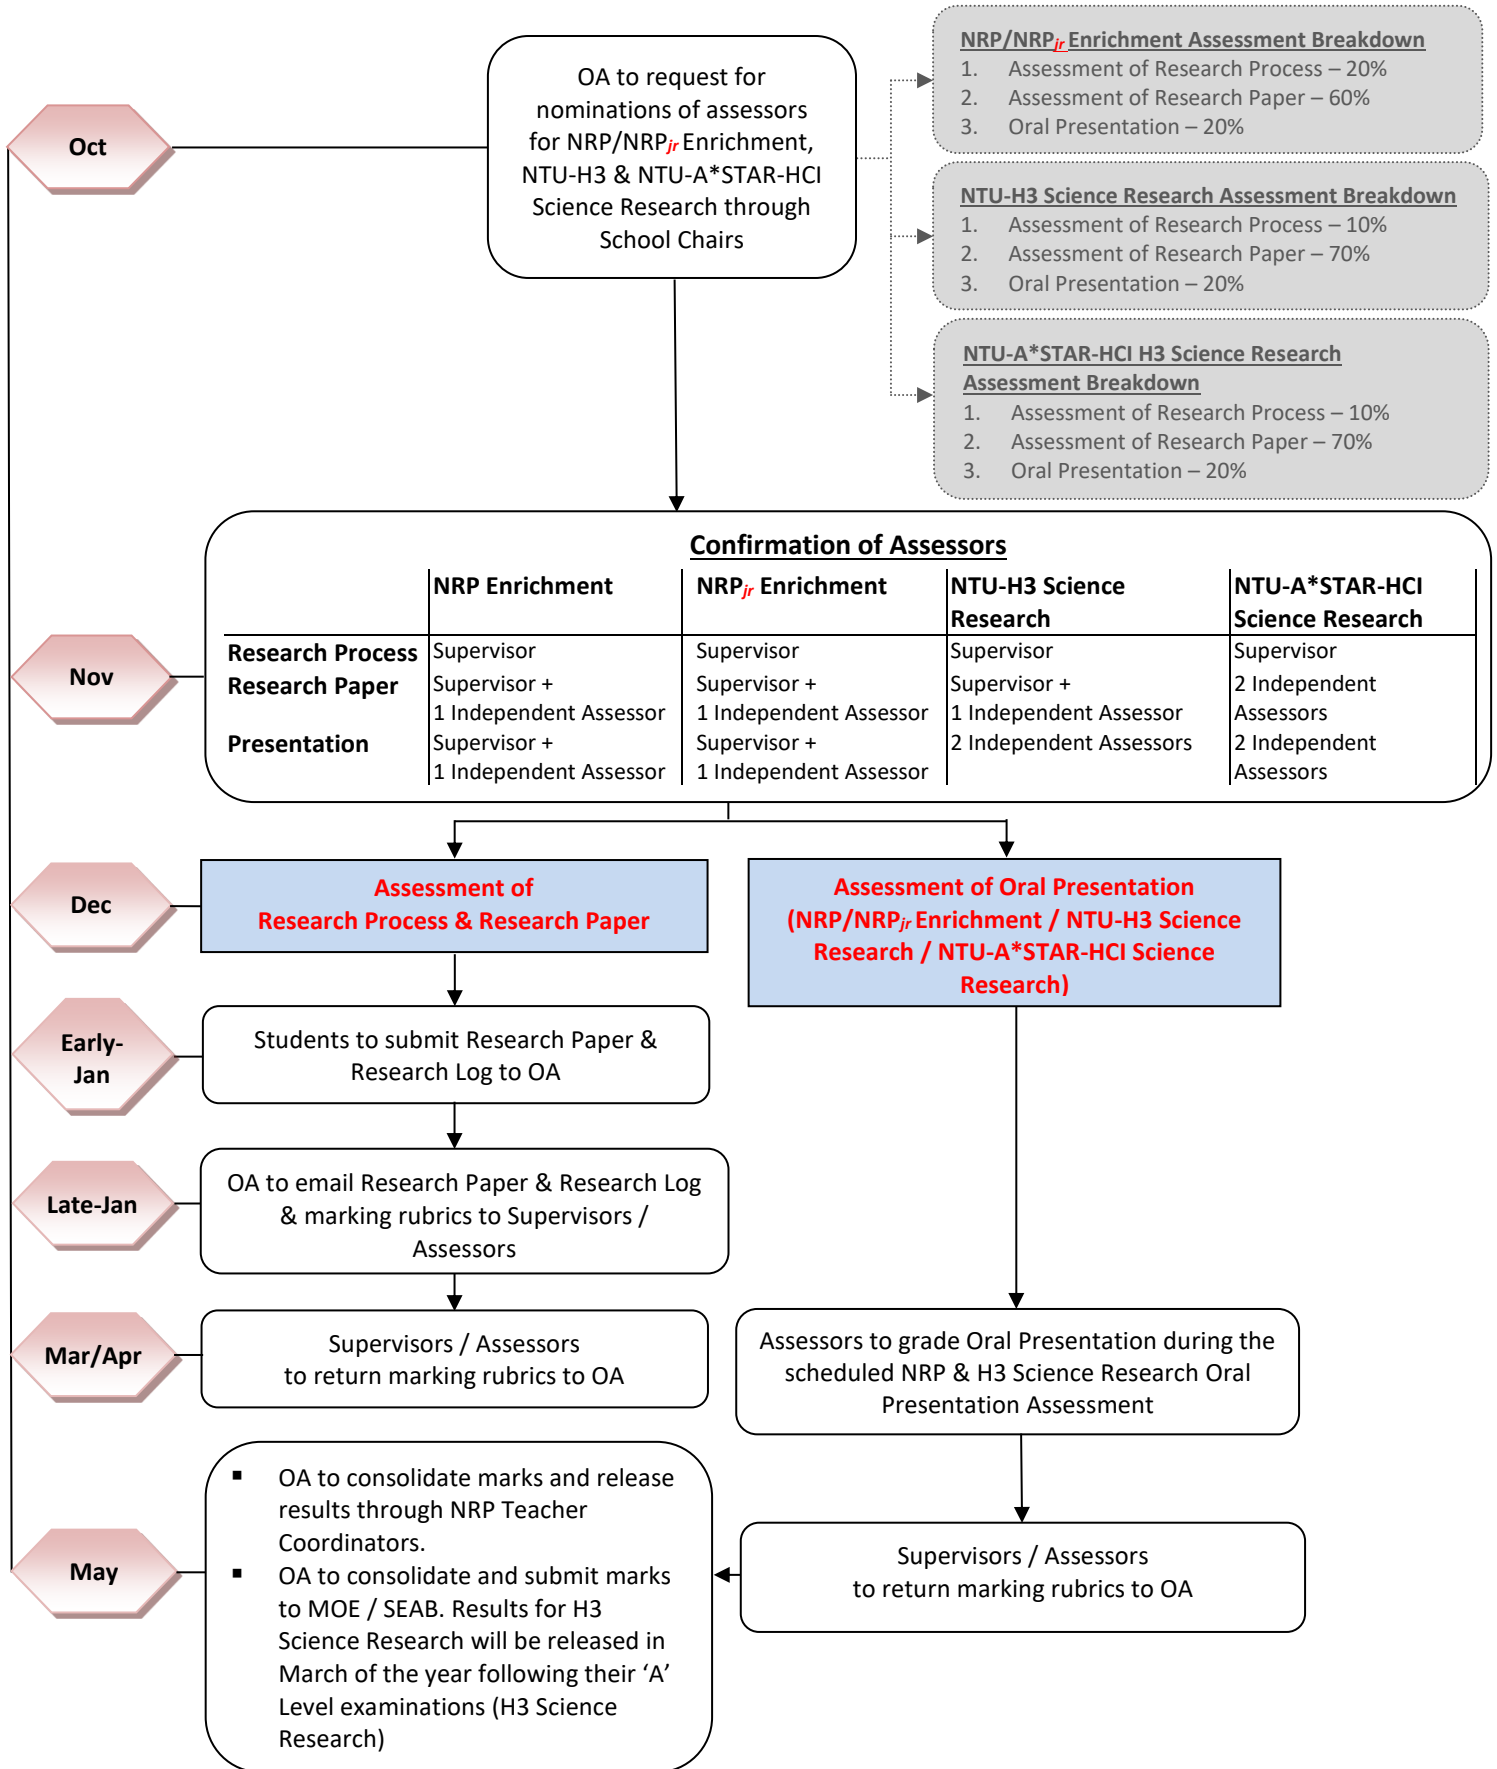 Oct
OA to request for
nominations of assessors
for NRP/NRPjr Enrichment,
NTU-H3 & NTU-A*STAR-HCI
Science Research through
School Chairs
NRP/NRPjr Enrichment Assessment Breakdown
1. Assessment of Research Process – 20%
2. Assessment of Research Paper – 60%
3. Oral Presentation – 20%
NTU-H3 Science Research Assessment Breakdown
1. Assessment of Research Process – 10%
2. Assessment of Research Paper – 70%
3. Oral Presentation – 20%
NTU-A*STAR-HCI H3 Science Research
Assessment Breakdown
1. Assessment of Research Process – 10%
2. Assessment of Research Paper – 70%
3. Oral Presentation – 20%
Nov
Confirmation of Assessors
NRP Enrichment NRPjr Enrichment NTU-H3 Science NTU-A*STAR-HCI
Research Science Research
Research Process Supervisor Supervisor Supervisor Supervisor
Research Paper Supervisor + Supervisor + Supervisor + 2 Independent
1 Independent Assessor 1 Independent Assessor 1 Independent Assessor Assessors
Presentation Supervisor + Supervisor + 2 Independent Assessors 2 Independent
1 Independent Assessor 1 Independent Assessor Assessors
Dec
Assessment of
Research Process & Research Paper
Assessment of Oral Presentation
(NRP/NRPjr Enrichment / NTU-H3 Science
Research / NTU-A*STAR-HCI Science
Research)
Early-
Jan
Students to submit Research Paper &
Research Log to OA
Late-Jan
OA to email Research Paper & Research Log
& marking rubrics to Supervisors /
Assessors
Mar/Apr
Supervisors / Assessors
to return marking rubrics to OA
Assessors to grade Oral Presentation during the
scheduled NRP & H3 Science Research Oral
Presentation Assessment
May
▪ OA to consolidate marks and release
results through NRP Teacher
Coordinators.
▪ OA to consolidate and submit marks
to MOE / SEAB. Results for H3
Science Research will be released in
March of the year following their ‘A’
Level examinations (H3 Science
Research)
Supervisors / Assessors
to return marking rubrics to OA